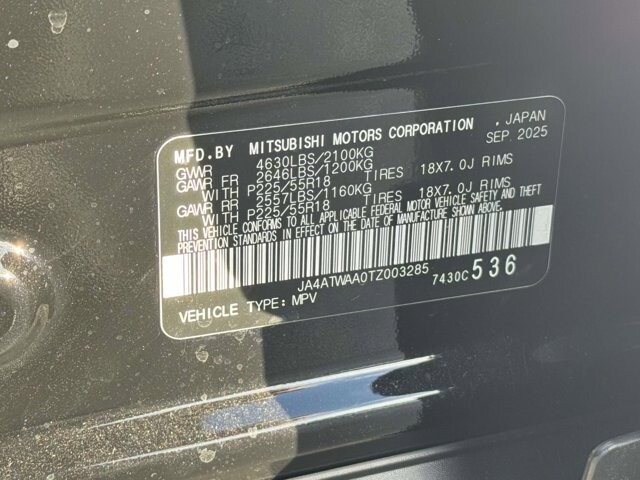 MFD.BY MITSUBISHI MOTORS CORPORATION , JAPAN
GVWR 4630LBS/2100KG SEP.2025
GAWR FR 2646LBS/1200KG
WITH P225/55R18 TIRES 18X7.0J RIMS
GAWR RR 2557LBS/1160KG
WITH P225/55R18 TIRES 18X7.0J RIMS
THIS VEHICLE CONFORMS TO ALL APPLICABLE FEDERAL MOTOR VEHICLE SAFETY, BUMPER, AND THEFT
PREVENTION STANDARDS IN EFFECT ON THE DATE OF MANUFACTURE SHOWN ABOVE.
JA4ATWAA0TZ003285 7430C536
VEHICLE TYPE: MPV